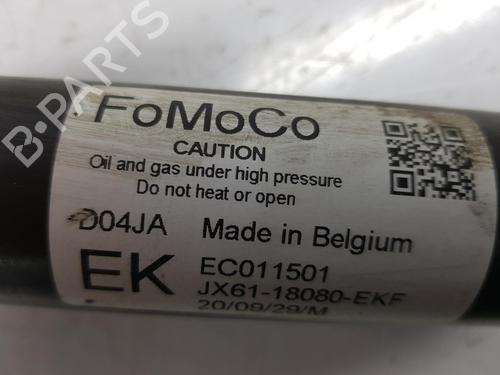 B-PARTS
FoMoCo
CAUTION
Oil and gas under high pressure
Do not heat or open
D04JA Made in Belgium
EK EC011501
JX61-18080-EKF
20/09/29/M